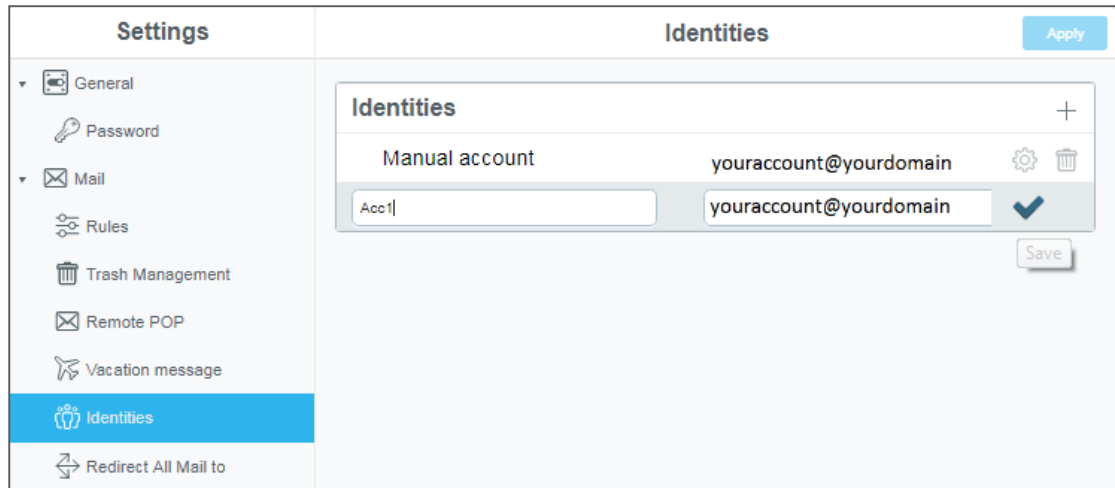 Settings
Identities
Apply
General
Password
Mail
Rules
Trash Management
Remote POP
Vacation message
Identities
Redirect All Mail to
Identities
Manual account
youraccount@yourdomain
Acc1
youraccount@yourdomain
Save